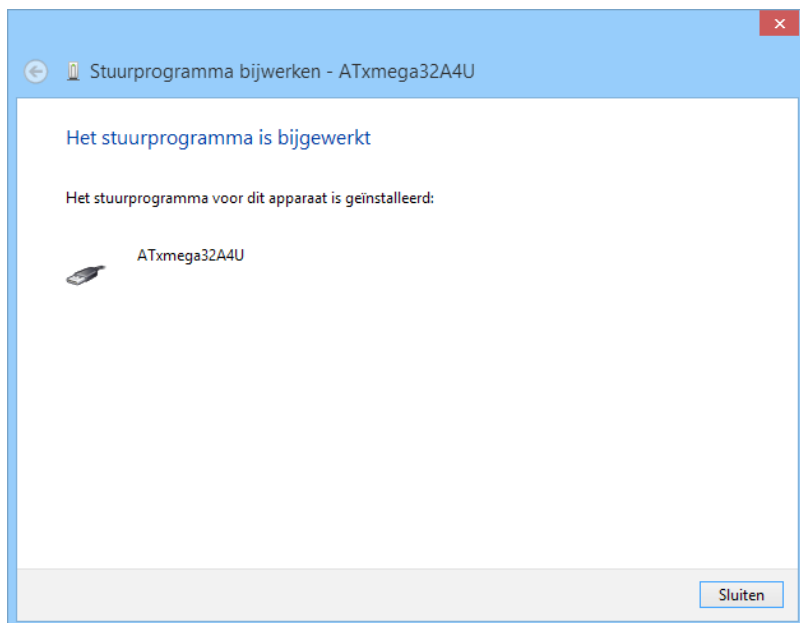 Stuurprogramma bijwerken - ATxmega32A4U
Het stuurprogramma is bijgewerkt
Het stuurprogramma voor dit apparaat is geïnstalleerd:
ATxmega32A4U
Sluiten